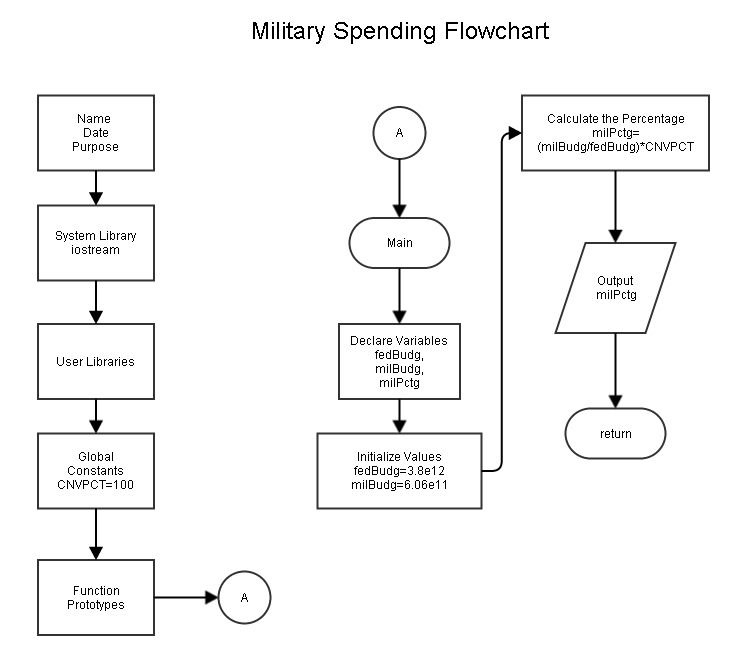 Military Spending Flowchart
Name
Date
Purpose
System Library
iostream
User Libraries
Global
Constants
CNVPCT=100
Function
Prototypes
A
A
Main
Declare Variables
fedBudg,
milBudg,
milPctg
Initialize Values
fedBudg=3.8e12
milBudg=6.06e11
Calculate the Percentage
milPctg=
(milBudg/fedBudg)*CNVPCT
Output
milPctg
return